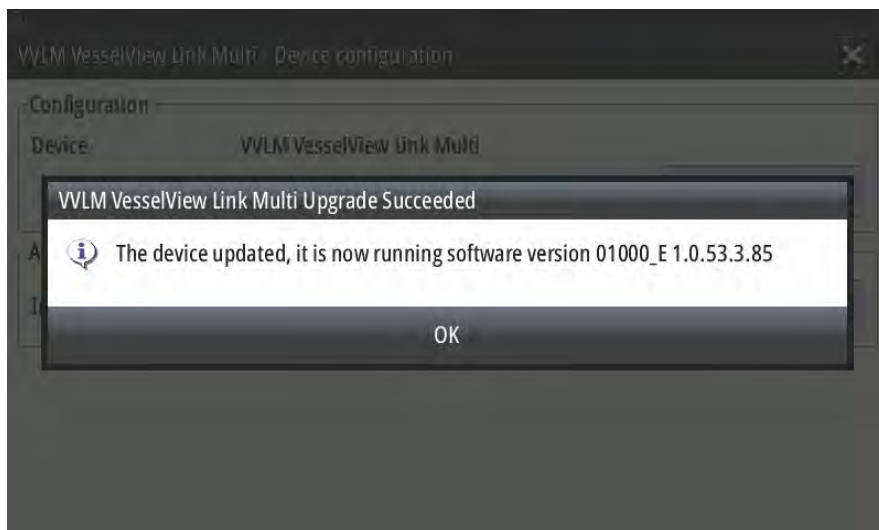 VVLM VesselView Link Multi - Device configuration
Configuration
Device VVLM VesselView Link Multi
VVLM VesselView Link Multi Upgrade Succeeded
The device updated, it is now running software version 01000_E 1.0.53.3.85
OK